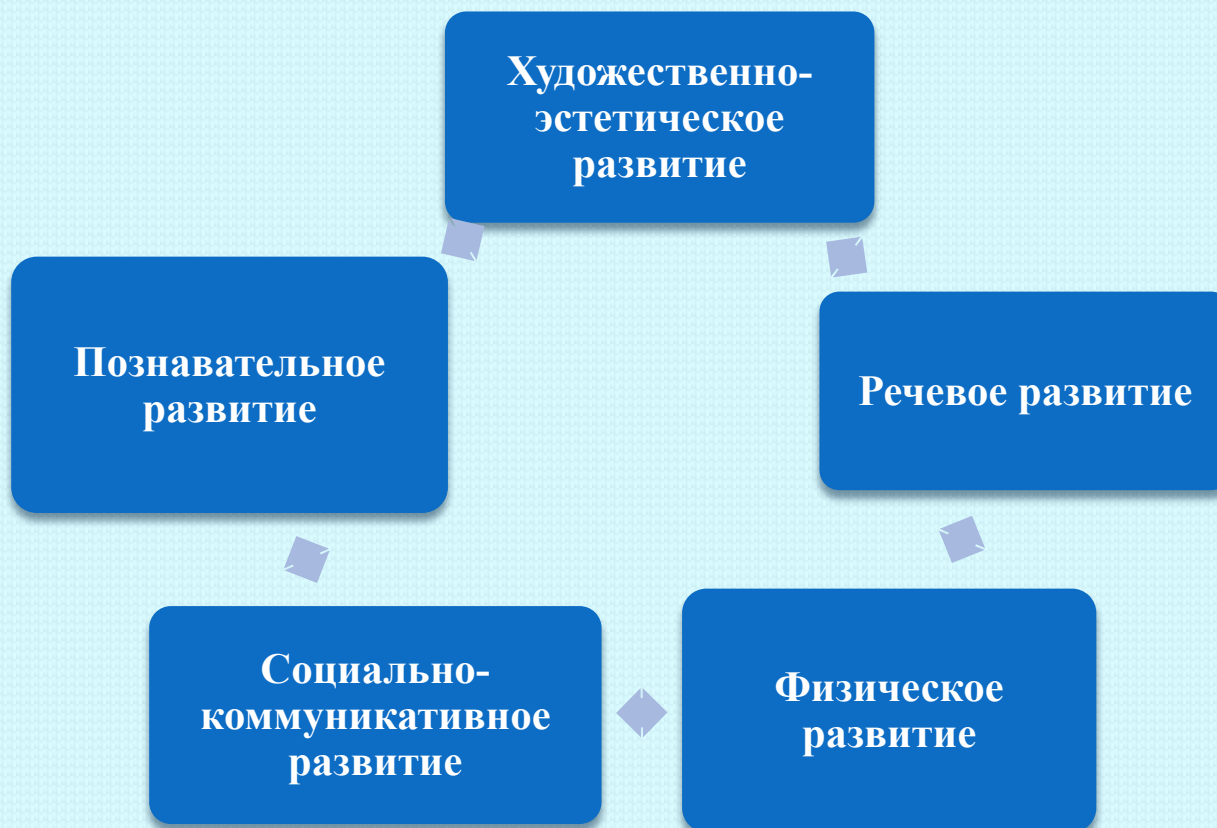 Художественно-
эстетическое
развитие
Познавательное
развитие
Речевое развитие
Социально-
коммуникативное
развитие
Физическое
развитие